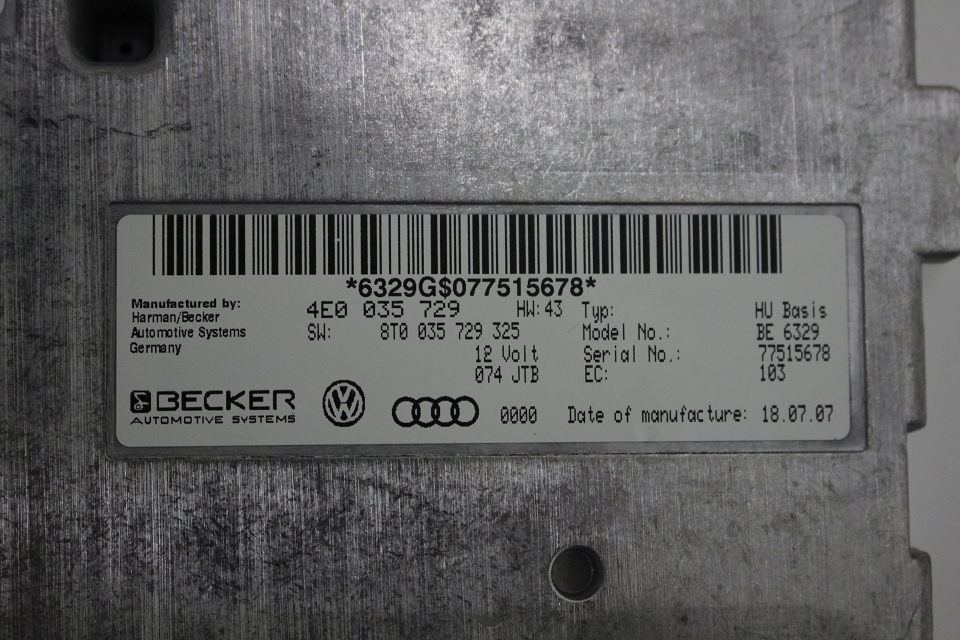 *6329G$077515678*
Manufactured by:
Harman/Becker
Automotive Systems
Germany
4E0 035 729 HW:43
SW: 8T0 035 729 325
12 Volt
074 JTB
Typ: HU Basis
Model No.: BE 6329
Serial No.: 77515678
EC: 103
BECKER
AUTOMOTIVE SYSTEMS
0000 Date of manufacture: 18.07.07